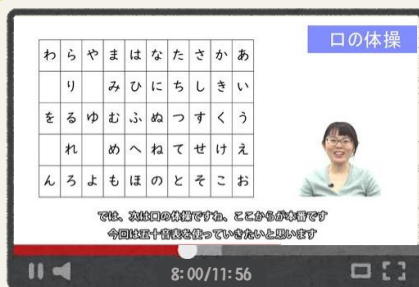 口の体操
わ ら や ま は な た さ か あ
り み ひ に ち し き い
を る ゆ む ふ ぬ つ す く う
れ め へ ね て せ け え
ん ろ よ も ほ の と そ こ お
では、次は口の体操ですね、ここからが本番です
今回は五十音表を使っていきたいと思います
8:00/11:56